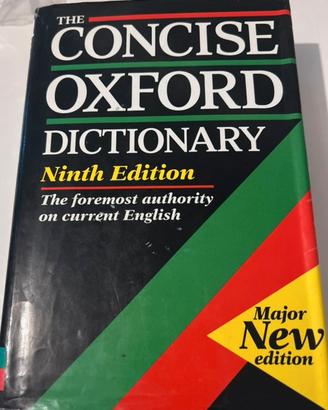 THE
CONCISE
OXFORD
DICTIONARY
Ninth Edition
The foremost authority
on current English
Major
New
edition